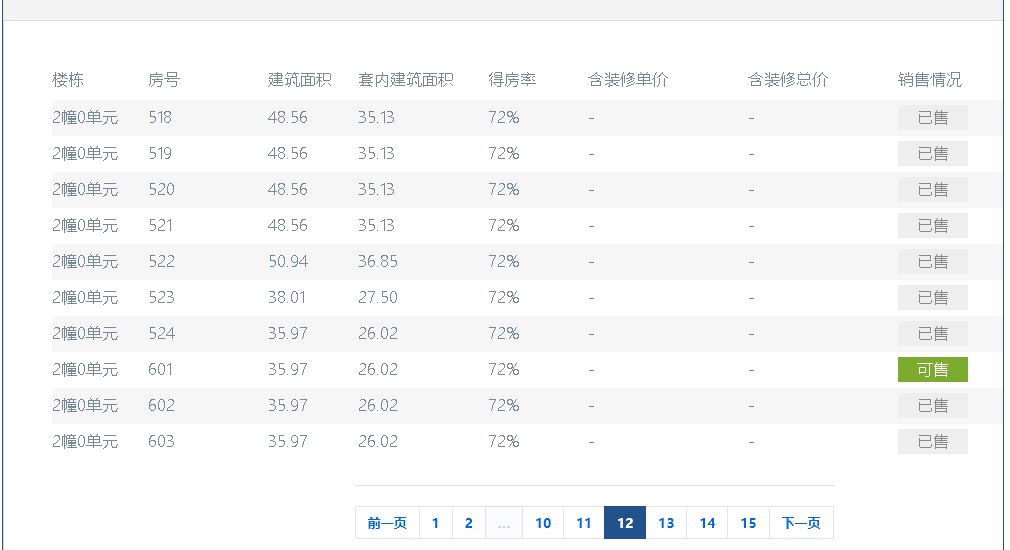 楼栋 房号 建筑面积 套内建筑面积 得房率 含装修单价 含装修总价 销售情况
2幢0单元 518 48.56 35.13 72% - - 已售
2幢0单元 519 48.56 35.13 72% - - 已售
2幢0单元 520 48.56 35.13 72% - - 已售
2幢0单元 521 48.56 35.13 72% - - 已售
2幢0单元 522 50.94 36.85 72% - - 已售
2幢0单元 523 38.01 27.50 72% - - 已售
2幢0单元 524 35.97 26.02 72% - - 已售
2幢0单元 601 35.97 26.02 72% - - 可售
2幢0单元 602 35.97 26.02 72% - - 已售
2幢0单元 603 35.97 26.02 72% - - 已售
前一页 1 2 ... 10 11 12 13 14 15 下一页